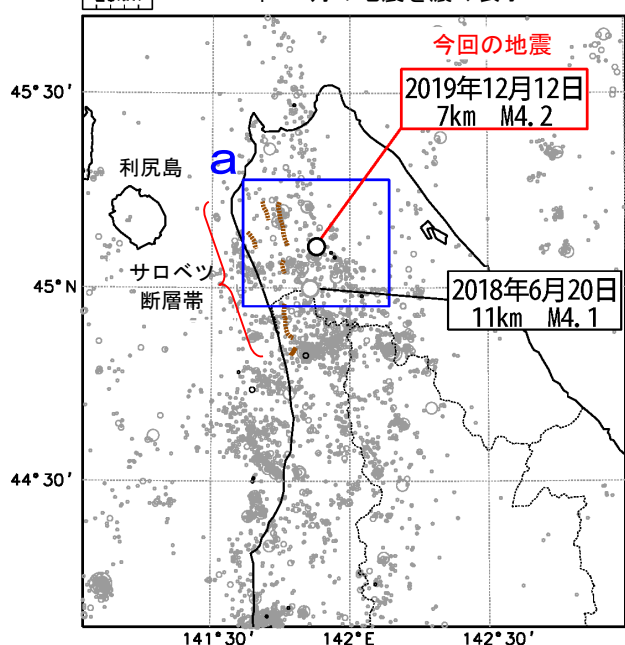 今回の地震
45°30′
2019年12月12日
7km M4.2
a
利尻島
サロベツ
断層帯
45°N
2018年6月20日
11km M4.1
44°30′
141°30′
142°E
142°30′